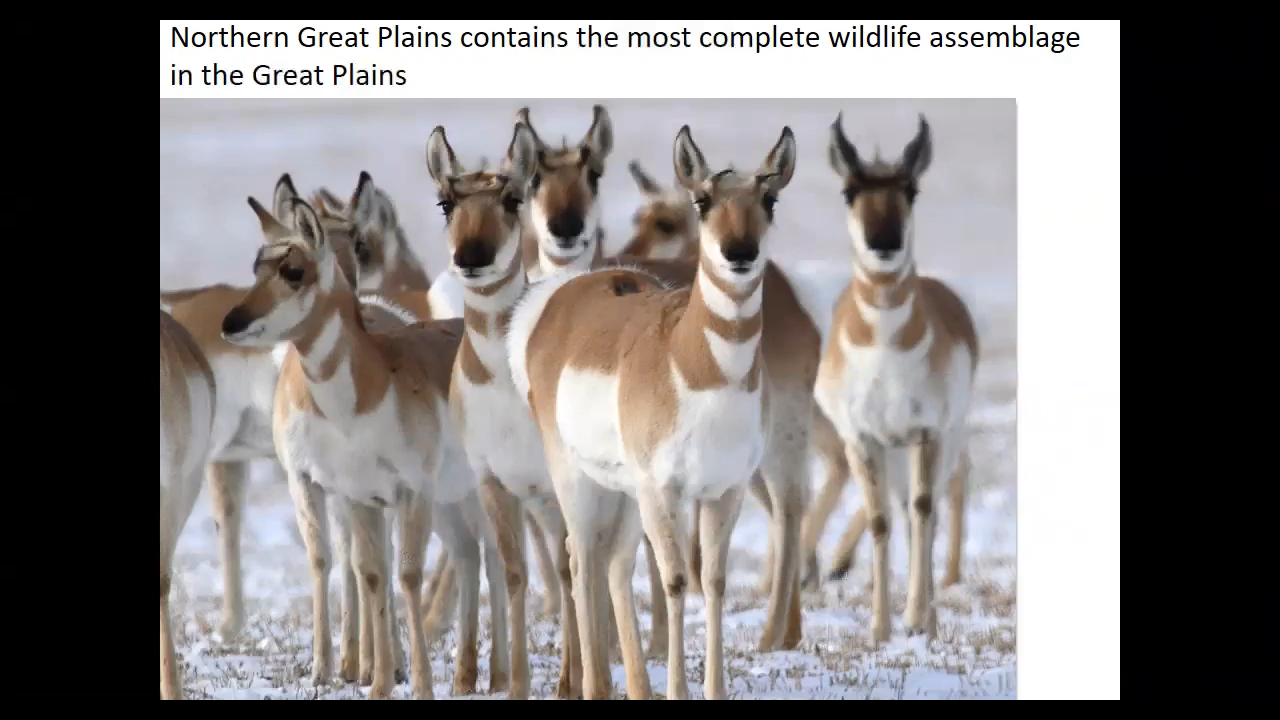 Northern Great Plains contains the most complete wildlife assemblage
in the Great Plains